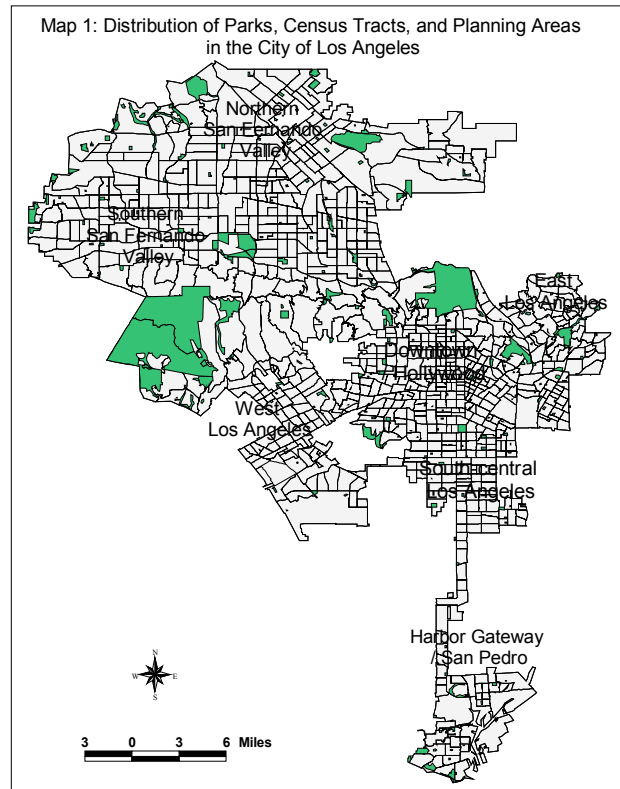 Map 1: Distribution of Parks, Census Tracts, and Planning Areas
in the City of Los Angeles
Northern
San Fernando
Valley
Southern
San Fernando
Valley
East
Los Angeles
Downtown
Hollywood
West
Los Angeles
South-central
Los Angeles
Harbor Gateway
/ San Pedro
N
W E
S
3 0 3 6 Miles